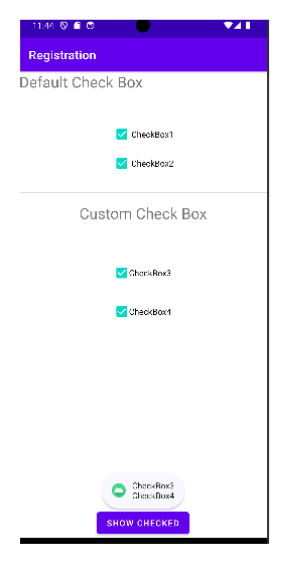 11:44
Registration
Default Check Box
CheckBox1
CheckBox2
Custom Check Box
CheckBox3
CheckBox4
CheckBox3
CheckBox4
SHOW CHECKED